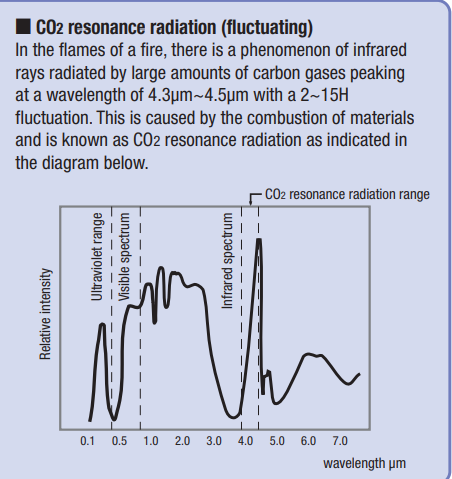 ■ CO2 resonance radiation (fluctuating)
In the flames of a fire, there is a phenomenon of infrared
rays radiated by large amounts of carbon gases peaking
at a wavelength of 4.3µm~4.5µm with a 2~15H
fluctuation. This is caused by the combustion of materials
and is known as CO2 resonance radiation as indicated in
the diagram below.
CO2 resonance radiation range
Relative intensity
Ultraviolet range
Visible spectrum
Infrared spectrum
0.1 0.5 1.0 2.0 3.0 4.0 5.0 6.0 7.0
wavelength µm